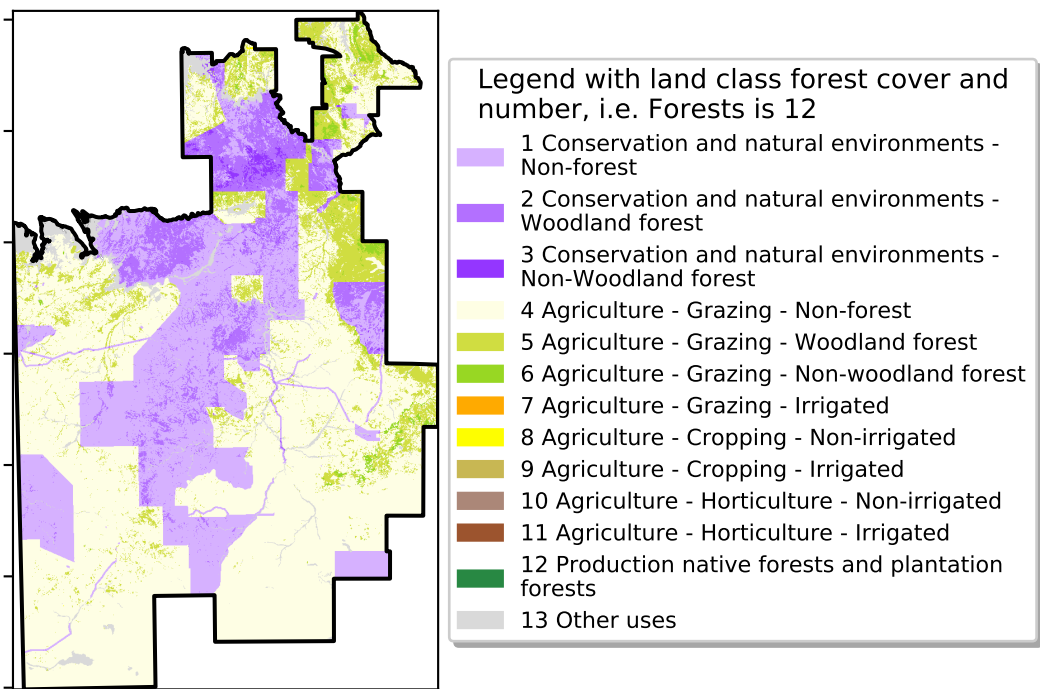 Legend with land class forest cover and
number, i.e. Forests is 12
1 Conservation and natural environments -
Non-forest
2 Conservation and natural environments -
Woodland forest
3 Conservation and natural environments -
Non-Woodland forest
4 Agriculture - Grazing - Non-forest
5 Agriculture - Grazing - Woodland forest
6 Agriculture - Grazing - Non-woodland forest
7 Agriculture - Grazing - Irrigated
8 Agriculture - Cropping - Non-irrigated
9 Agriculture - Cropping - Irrigated
10 Agriculture - Horticulture - Non-irrigated
11 Agriculture - Horticulture - Irrigated
12 Production native forests and plantation
forests
13 Other uses